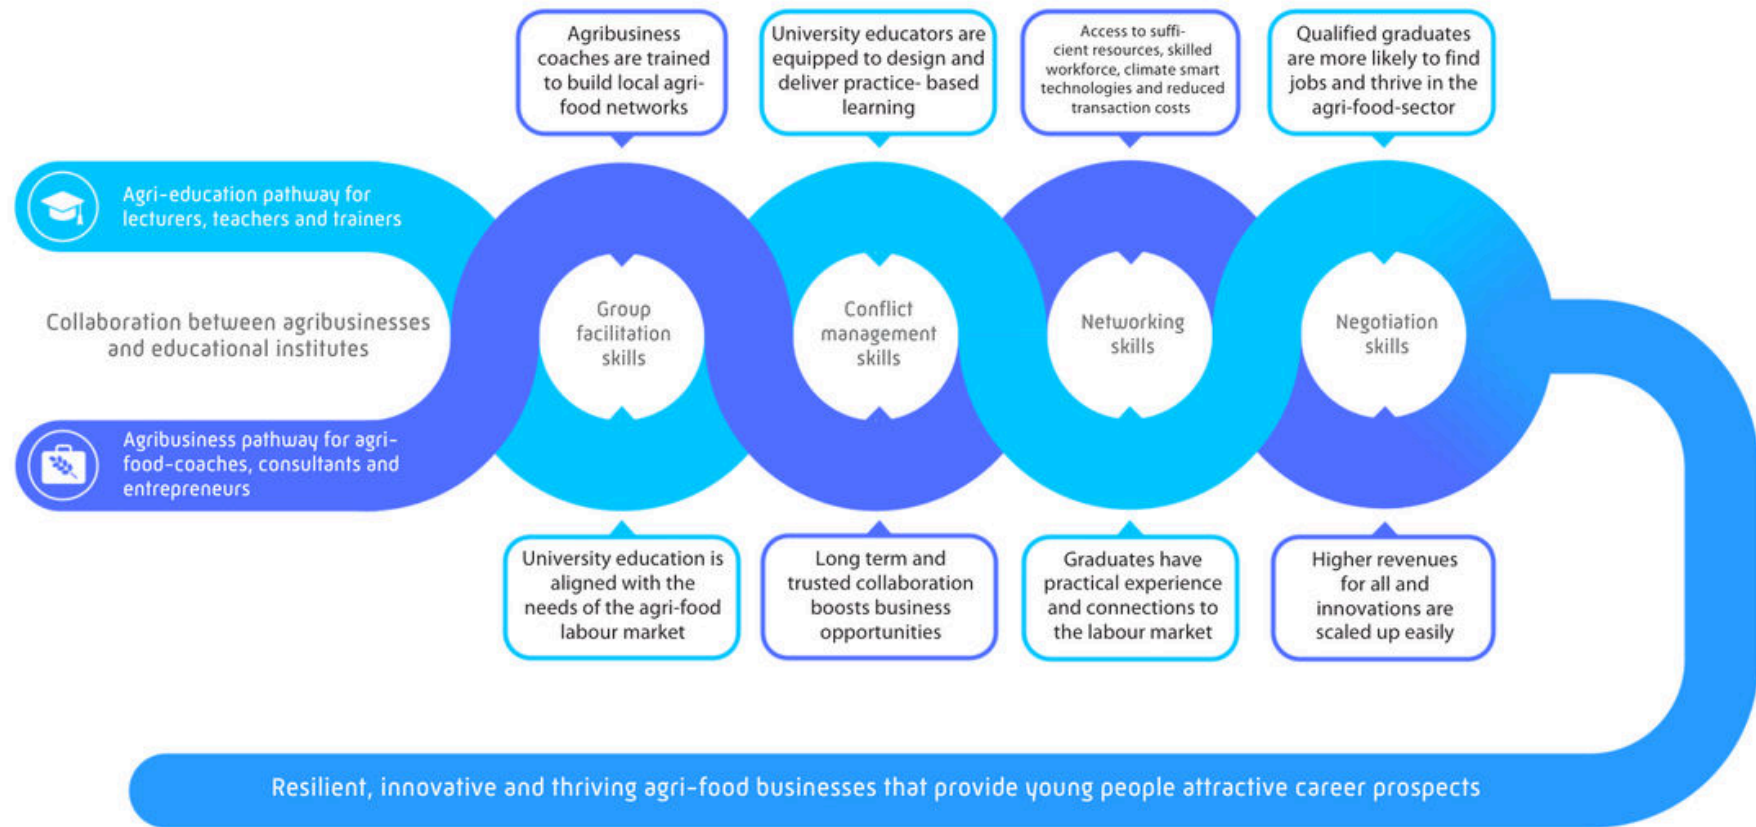 Agribusiness
coaches are trained
to build local agri-
food networks
University educators are
equipped to design and
deliver practice- based
learning
Access to suffi-
cient resources, skilled
workforce, climate smart
technologies and reduced
transaction costs
Qualified graduates
are more likely to find
jobs and thrive in the
agri-food-sector
Agri-education pathway for
lecturers, teachers and trainers
Collaboration between agribusinesses
and educational institutes
Group
facilitation
skills
Conflict
management
skills
Networking
skills
Negotiation
skills
Agribusiness pathway for agri-
food-coaches, consultants and
entrepreneurs
University education is
aligned with the
needs of the agri-food
labour market
Long term and
trusted collaboration
boosts business
opportunities
Graduates have
practical experience
and connections to
the labour market
Higher revenues
for all and
innovations are
scaled up easily
Resilient, innovative and thriving agri-food businesses that provide young people attractive career prospects